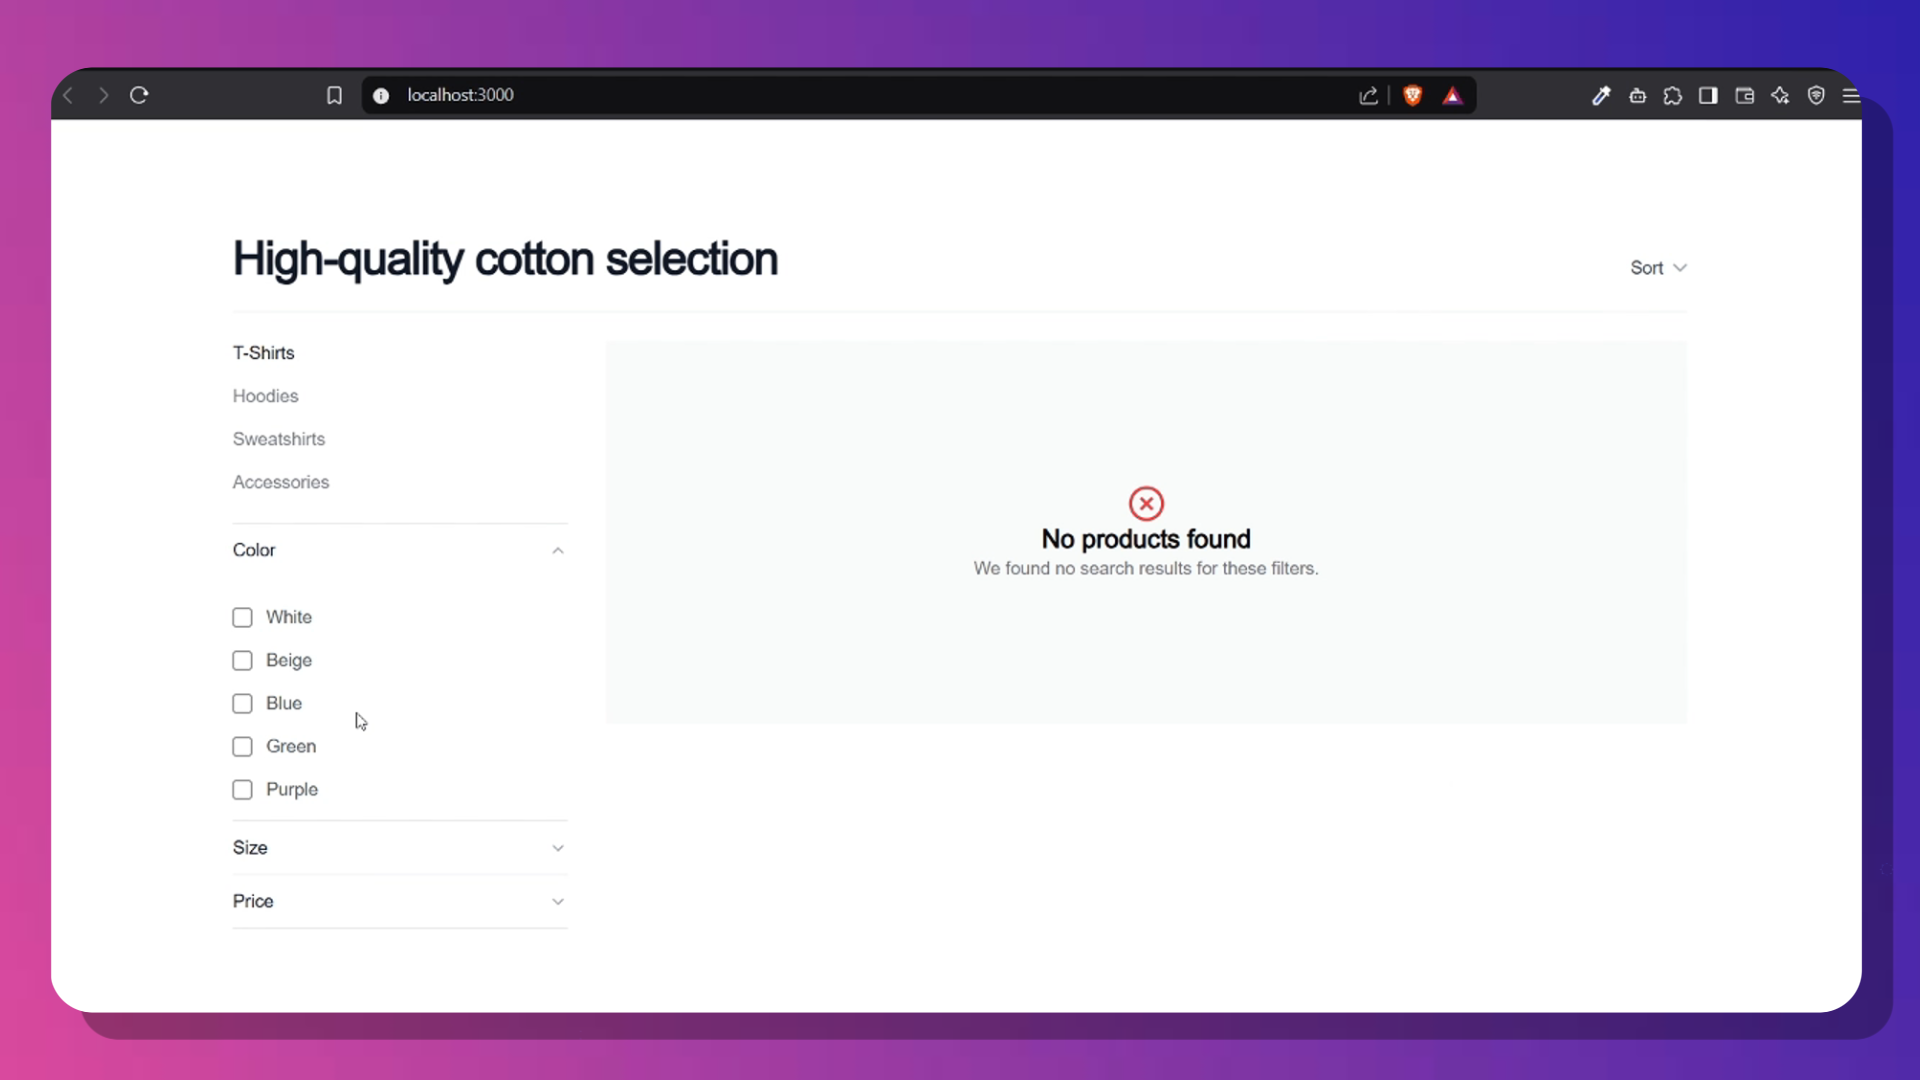 localhost:3000
High-quality cotton selection
Sort
T-Shirts
Hoodies
Sweatshirts
Accessories
Color
White
Beige
Blue
Green
Purple
Size
Price
No products found
We found no search results for these filters.